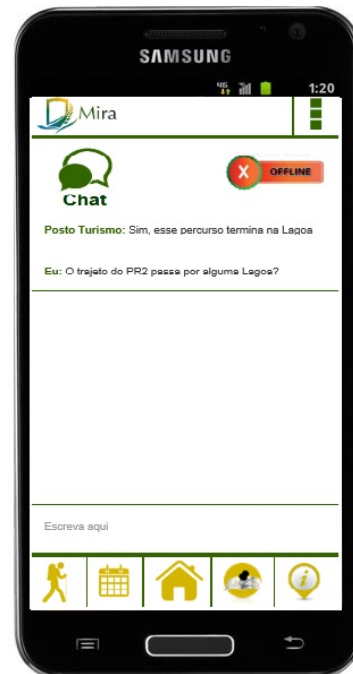 SAMSUNG
4G 1:20
Mira
Chat
X OFFLINE
Posto Turismo: Sim, esse percurso termina na Lagoa
Eu: O trajeto do PR2 passa por alguma Lagoa?
Escreva aqui
i